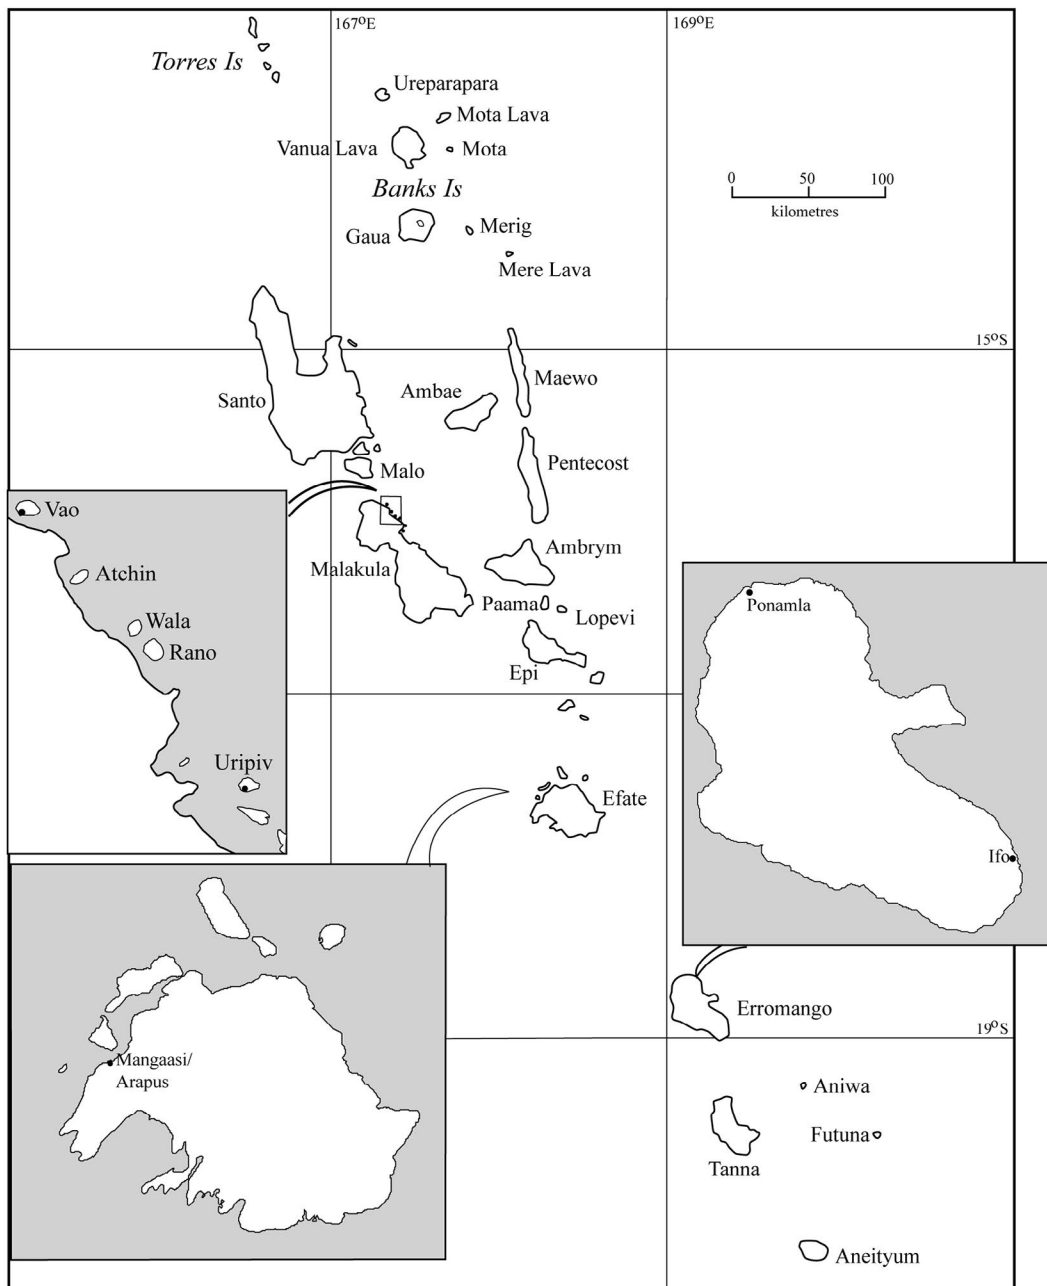 167°E
169°E
Torres Is
Ureparapara
Mota Lava
Vanua Lava
Mota
0 50 100
kilometres
Banks Is
Gaua
Merig
Mere Lava
15°S
Santo
Ambae
Maewo
Malo
Pentecost
Malakula
Ambrym
Paama
Lopevi
Epi
Vao
Atchin
Wala
Rano
Uripiv
Ponamla
Ifo
Efate
Mangaasi/
Arapus
Erromango
19°S
Aniwa
Futuna
Tanna
Aneityum